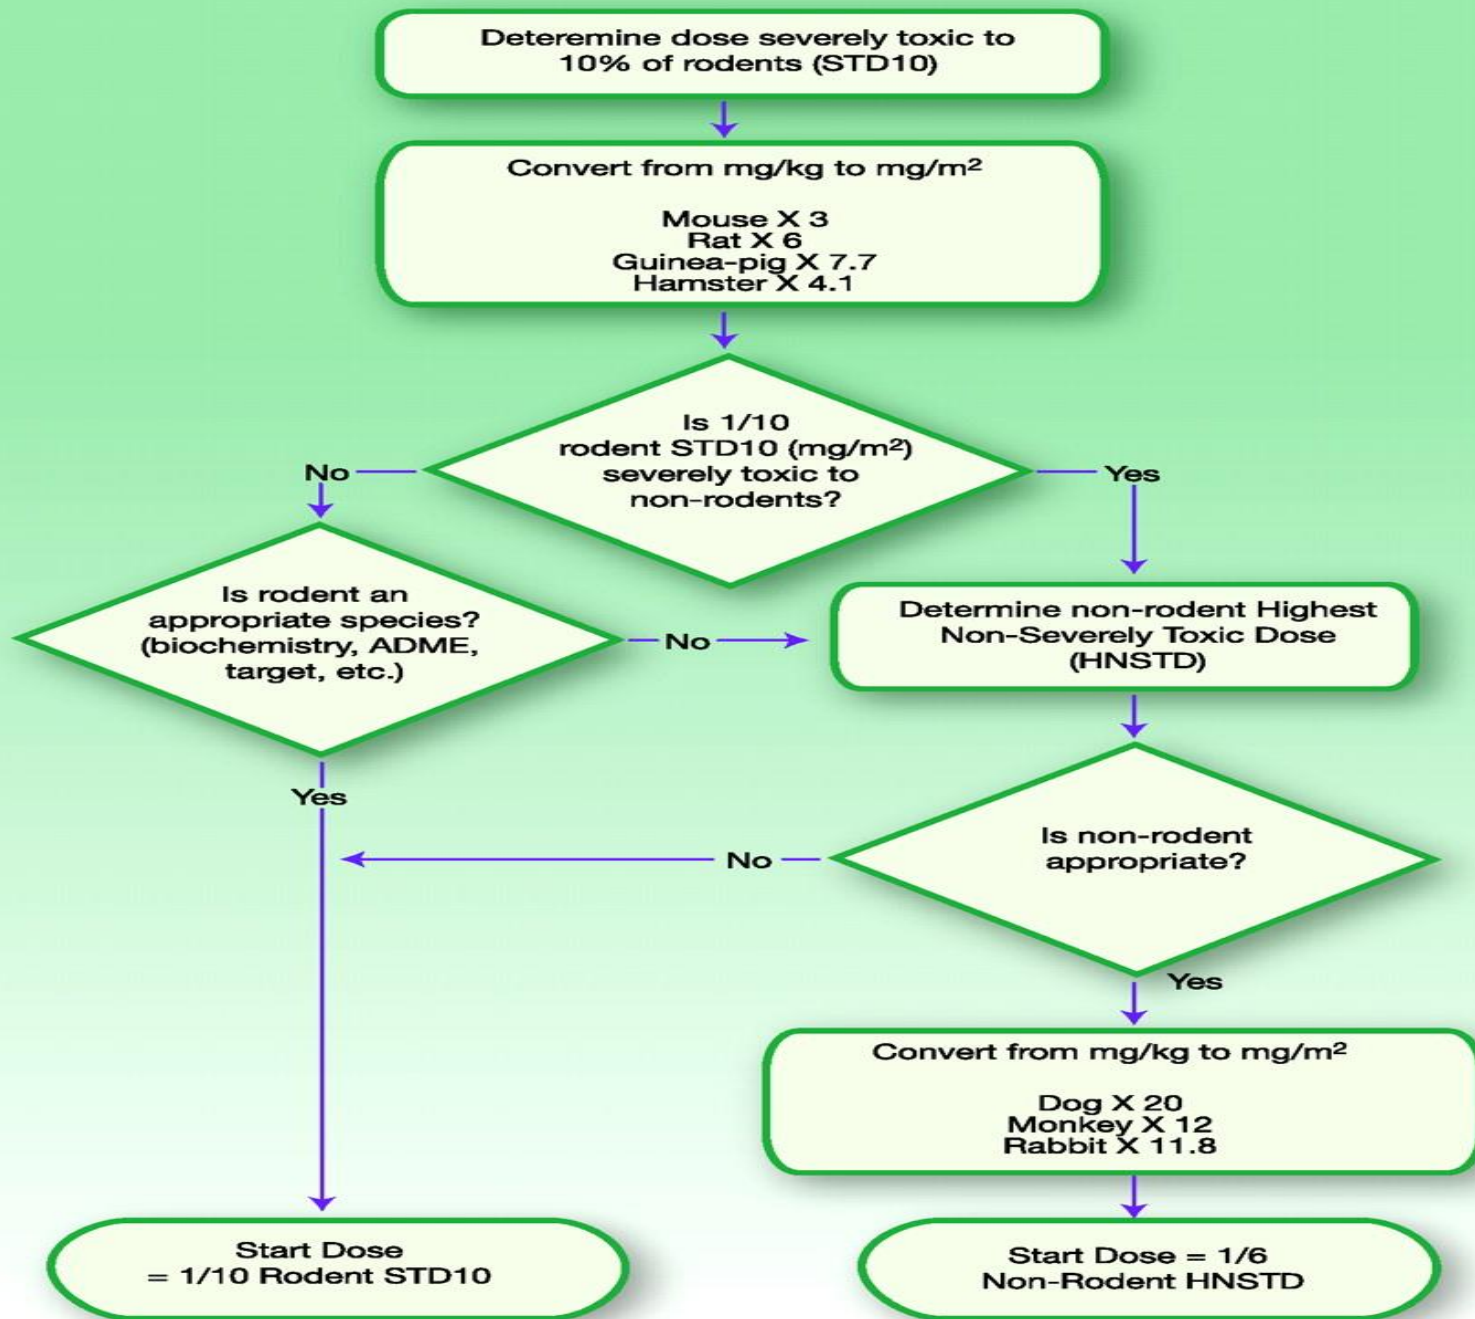 Deteremine dose severely toxic to
10% of rodents (STD10)
Convert from mg/kg to mg/m²
Mouse X 3
Rat X 6
Guinea-pig X 7.7
Hamster X 4.1
Is 1/10
rodent STD10 (mg/m²)
severely toxic to
non-rodents?
No
Yes
Is rodent an
appropriate species?
(biochemistry, ADME,
target, etc.)
No
Determine non-rodent Highest
Non-Severely Toxic Dose
(HNSTD)
Yes
Is non-rodent
appropriate?
No
Yes
Convert from mg/kg to mg/m²
Dog X 20
Monkey X 12
Rabbit X 11.8
Start Dose
= 1/10 Rodent STD10
Start Dose = 1/6
Non-Rodent HNSTD